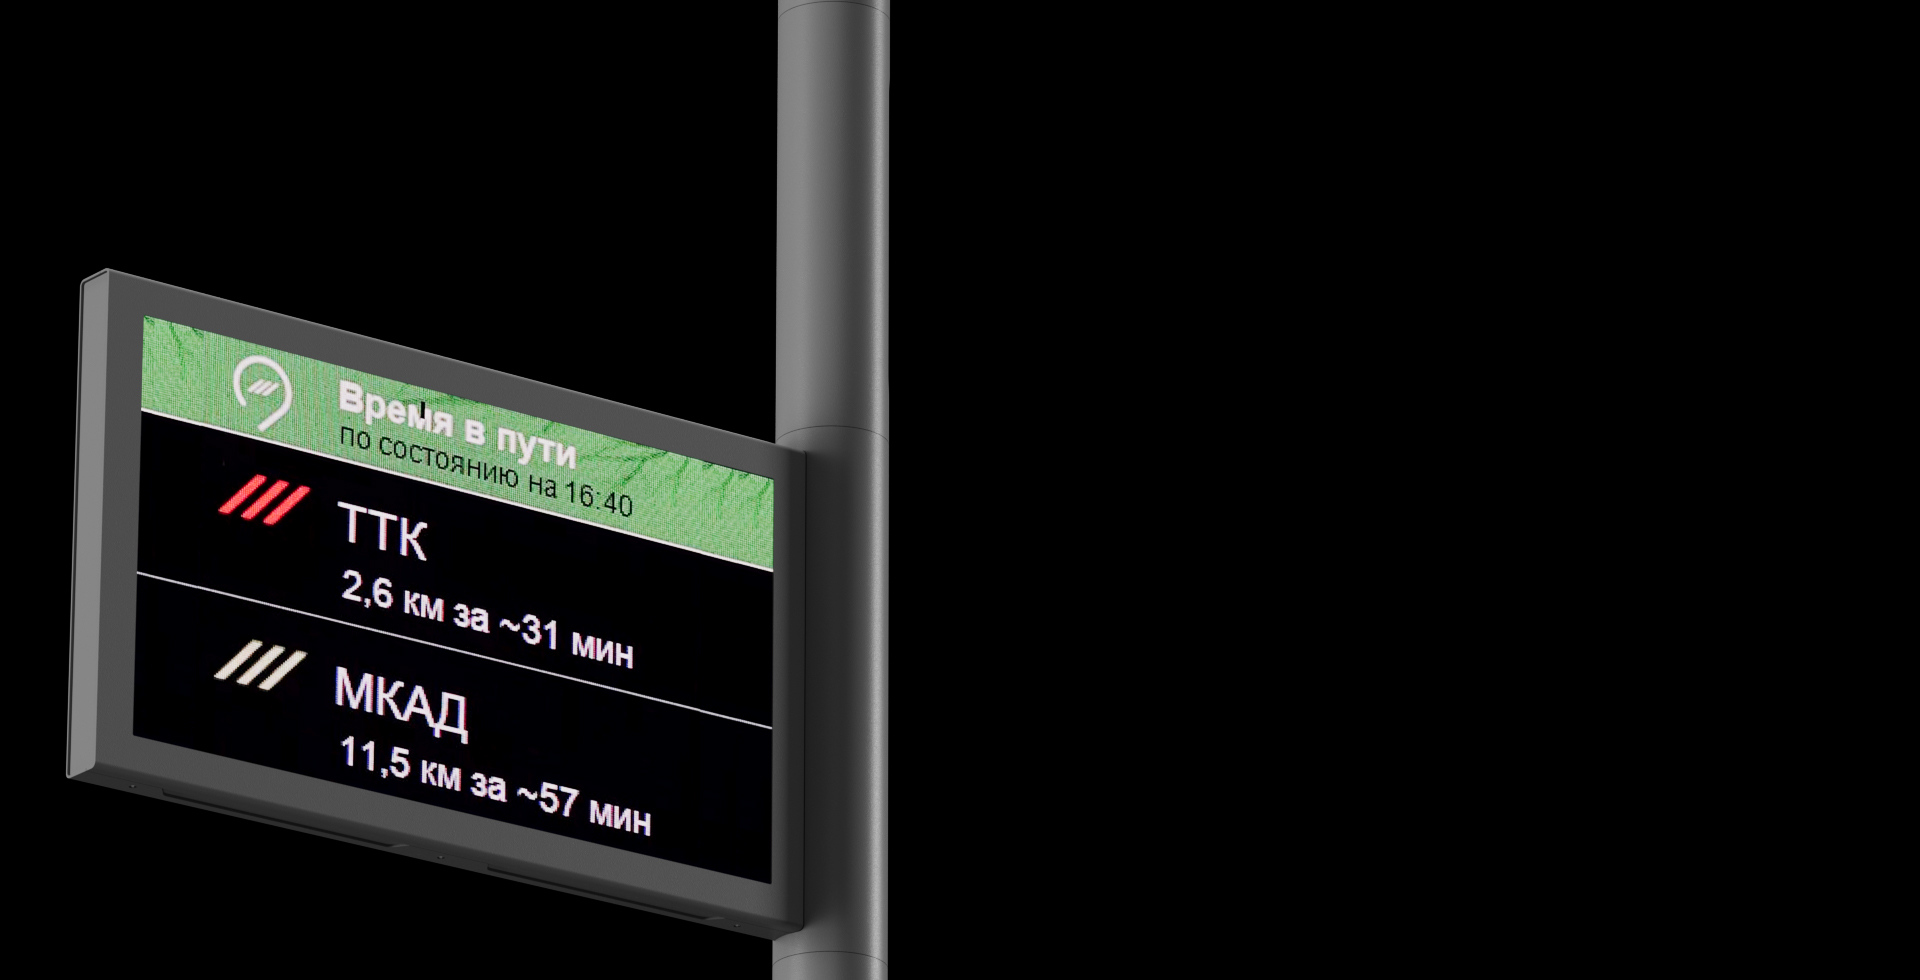 Время в пути
по состоянию на 16:40
ТТК
2,6 км за ~31 мин
МКАД
11,5 км за ~57 мин